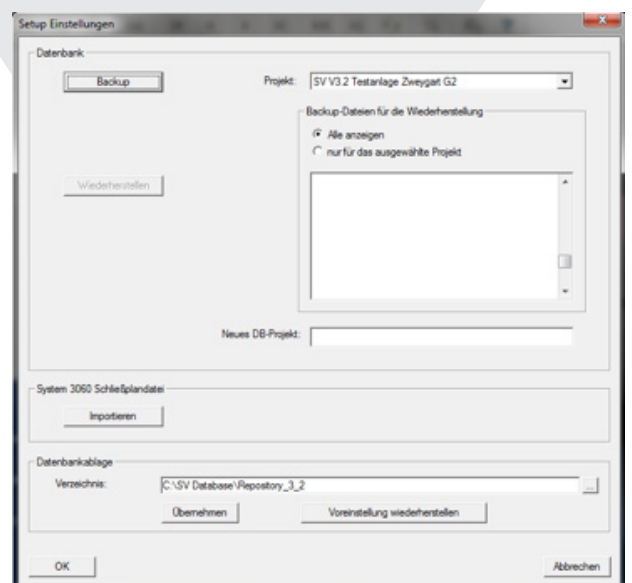 Setup Einstellungen
Datenbank
Backup
Projekt: SV V3.2 Testanlage Zweygart G2
Backup-Dateien für die Wiederherstellung
Alle anzeigen
nur für das ausgewählte Projekt
Wiederherstellen
Neues DB-Projekt:
System 3060 Schließplandatei
Importieren
Datenbankablage
Verzeichnis: C:\SV Database\Repository_3_2 ...
Übernehmen Voreinstellung wiederherstellen
OK Abbrechen